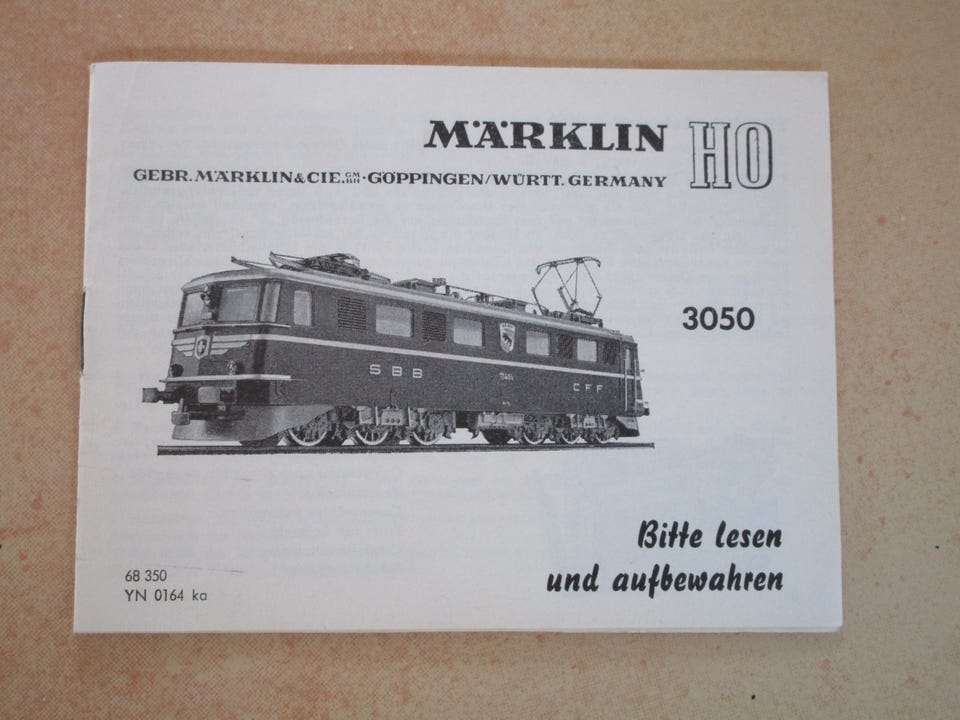 MÄRKLIN H0
GEBR. MÄRKLIN & CIE. GMBH · GÖPPINGEN/WÜRTT. GERMANY
3050
SBB
CFF
Bitte lesen
und aufbewahren
68 350
YN 0164 ka